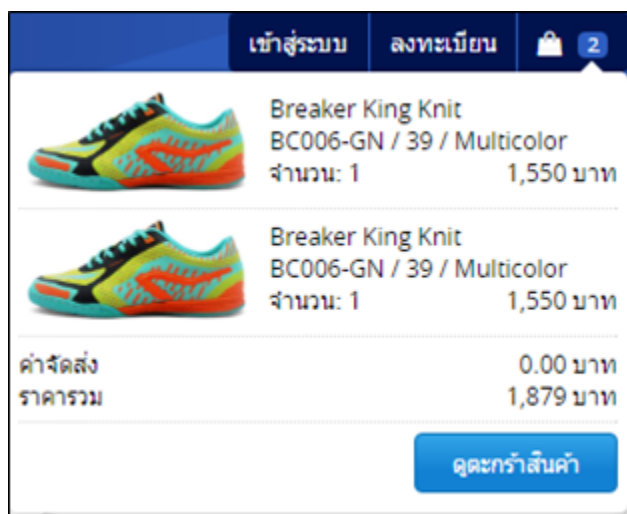 เข้าสู่ระบบ ลงทะเบียน 2
Breaker King Knit
BC006-GN / 39 / Multicolor
จำนวน: 1 1,550 บาท
Breaker King Knit
BC006-GN / 39 / Multicolor
จำนวน: 1 1,550 บาท
ค่าจัดส่ง 0.00 บาท
ราคารวม 1,879 บาท
ดูตะกร้าสินค้า